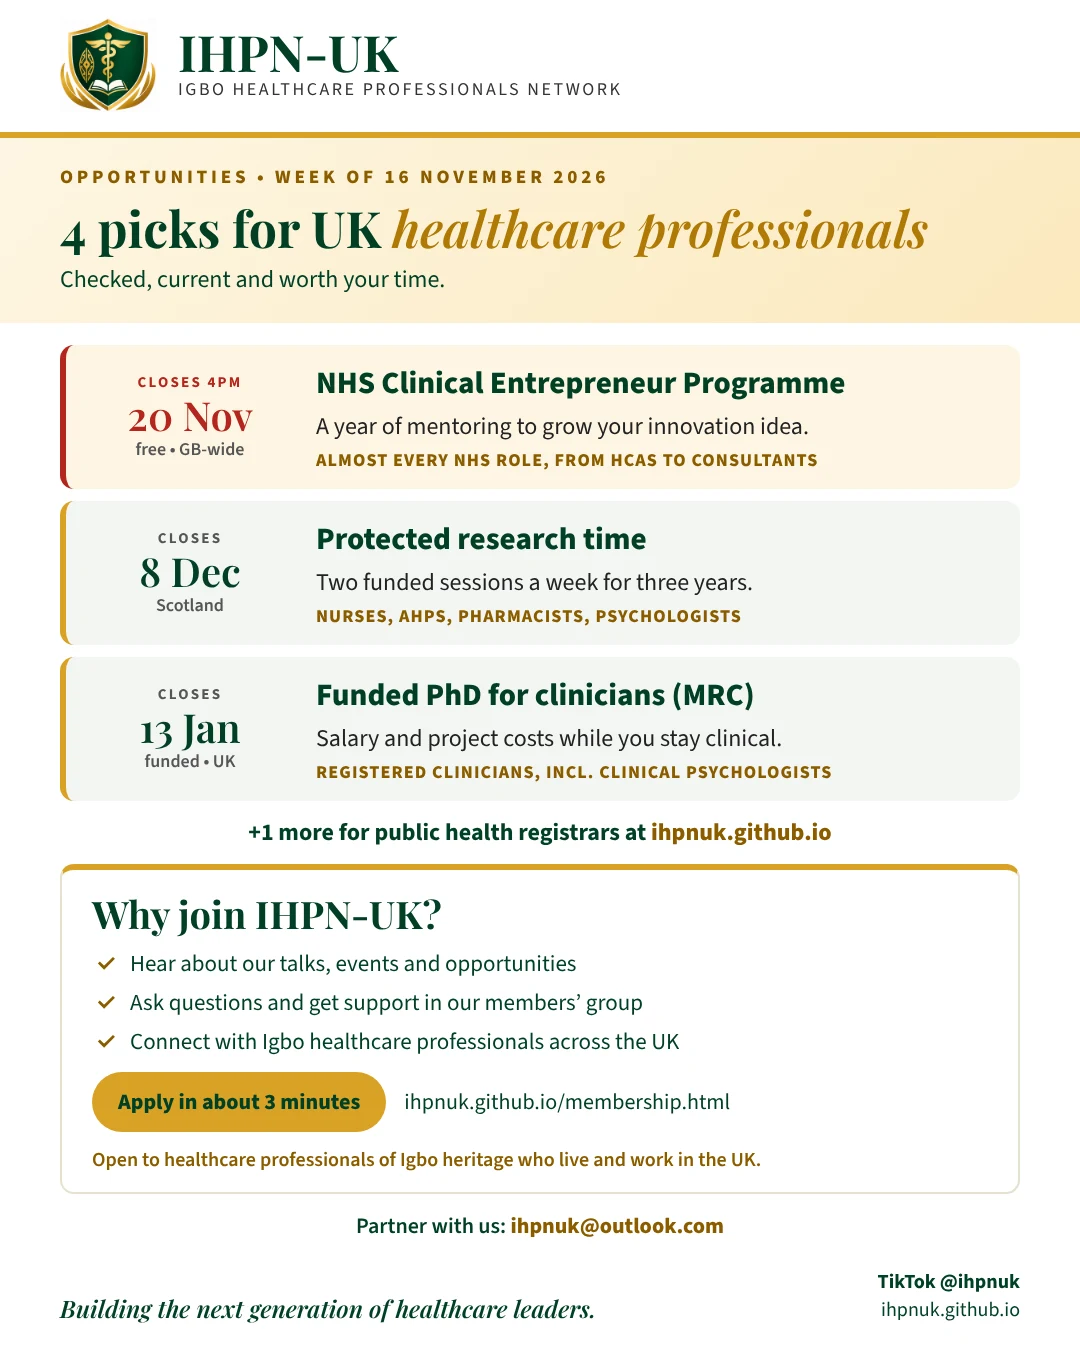 IHPN-UK
IGBO HEALTHCARE PROFESSIONALS NETWORK
OPPORTUNITIES • WEEK OF 16 NOVEMBER 2026
4 picks for UK healthcare professionals
Checked, current and worth your time.
CLOSES 4PM
20 Nov
free • GB-wide
NHS Clinical Entrepreneur Programme
A year of mentoring to grow your innovation idea.
ALMOST EVERY NHS ROLE, FROM HCAS TO CONSULTANTS
CLOSES
8 Dec
Scotland
Protected research time
Two funded sessions a week for three years.
NURSES, AHPS, PHARMACISTS, PSYCHOLOGISTS
CLOSES
13 Jan
funded • UK
Funded PhD for clinicians (MRC)
Salary and project costs while you stay clinical.
REGISTERED CLINICIANS, INCL. CLINICAL PSYCHOLOGISTS
+1 more for public health registrars at ihpnuk.github.io
Why join IHPN-UK?
✓ Hear about our talks, events and opportunities
✓ Ask questions and get support in our members’ group
✓ Connect with Igbo healthcare professionals across the UK
Apply in about 3 minutes
ihpnuk.github.io/membership.html
Open to healthcare professionals of Igbo heritage who live and work in the UK.
Partner with us: ihpnuk@outlook.com
Building the next generation of healthcare leaders.
TikTok @ihpnuk
ihpnuk.github.io